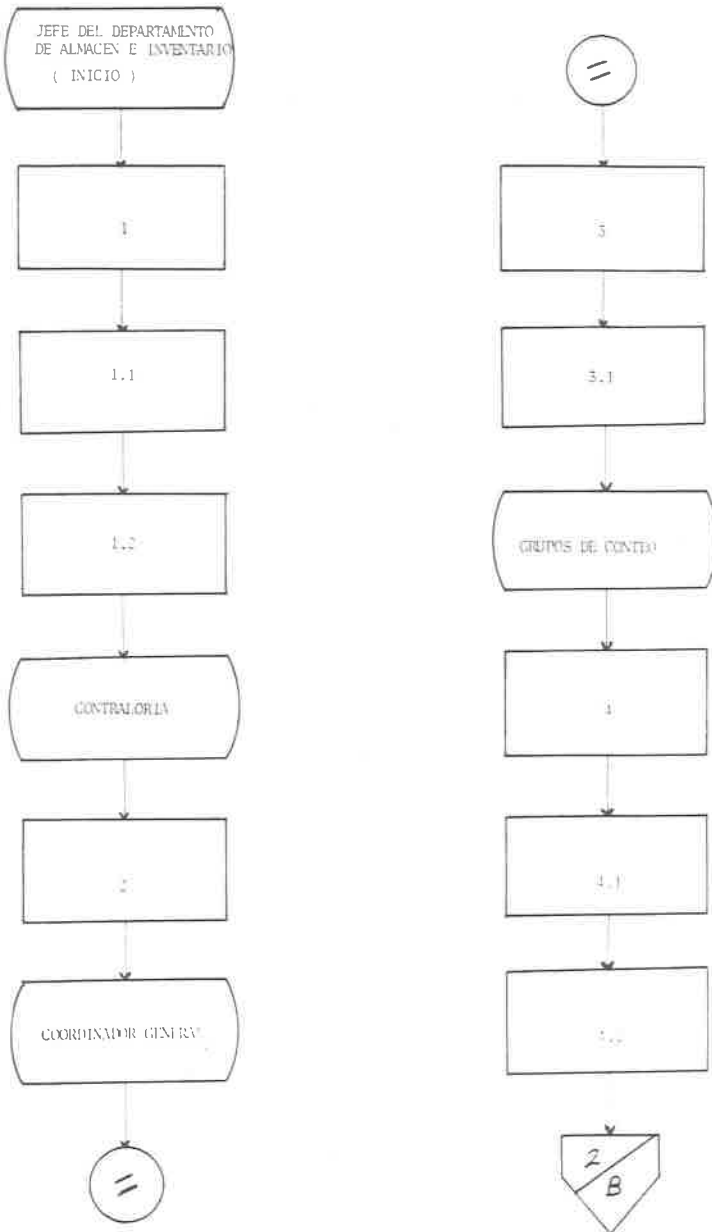 JEFE DEL DEPARTAMENTO
DE ALMACEN E INVENTARIO
( INICIO )
1
1.1
1.2
CONTRALORIA
2
COORDINADOR GENERAL
=
=
3
3.1
GRUPOS DE CONTEO
4
4.1
2
B